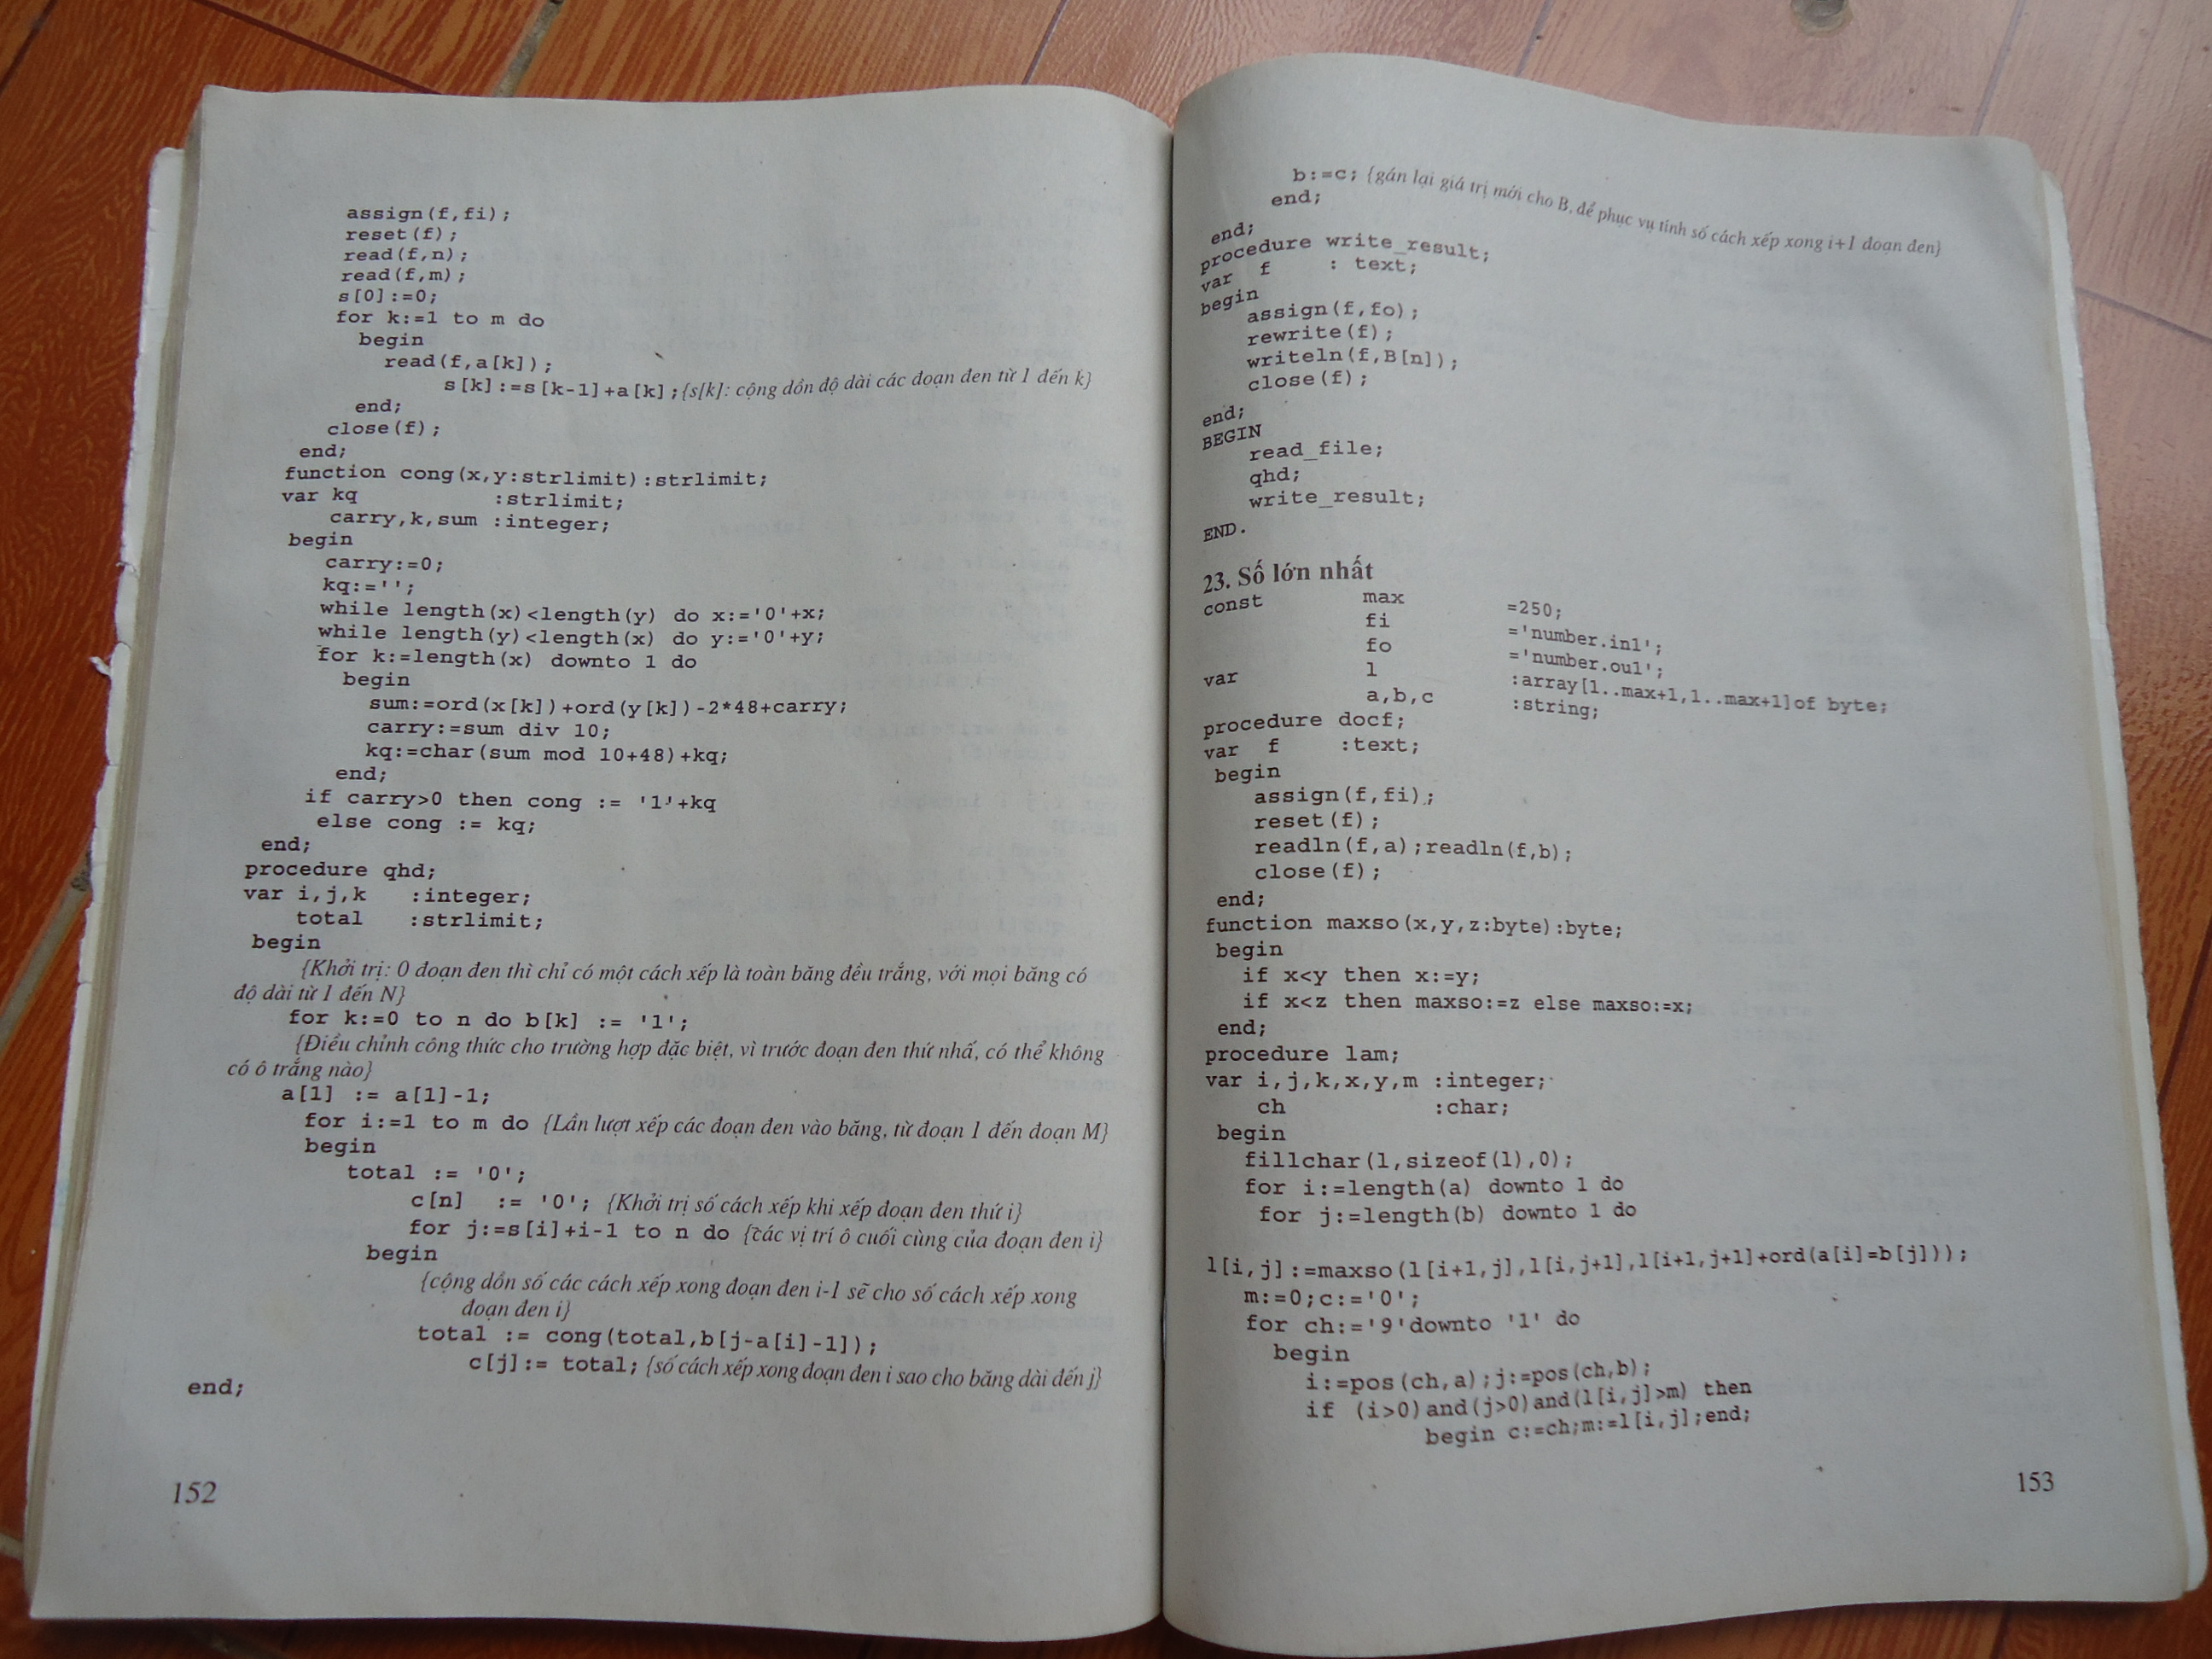 assign(f,fi);
reset(f);
read(f,n);
read(f,m);
s[0]:=0;
for k:=1 to m do
begin
read(f,a[k]);
s[k]:=s[k-1]+a[k];{s[k]: cộng dồn độ dài các đoạn đen từ 1 đến k}
end;
close(f);
end;
function cong(x,y:strlimit):strlimit;
var kq :strlimit;
carry,k,sum :integer;
begin
carry:=0;
kq:='';
while length(x)<length(y) do x:='0'+x;
while length(y)<length(x) do y:='0'+y;
for k:=length(x) downto 1 do
begin
sum:=ord(x[k])+ord(y[k])-2*48+carry;
carry:=sum div 10;
kq:=char(sum mod 10+48)+kq;
end;
if carry>0 then cong := '1'+kq
else cong := kq;
end;
procedure qhd;
var i,j,k :integer;
total :strlimit;
begin
{Khởi trị: 0 đoạn đen thì chỉ có một cách xếp là toàn băng đều trắng, với mọi băng có
độ dài từ 1 đến N}
for k:=0 to n do b[k] := '1';
{Điều chỉnh công thức cho trường hợp đặc biệt, vì trước đoạn đen thứ nhấ, có thể không
có ô trắng nào}
a[1] := a[1]-1;
for i:=1 to m do {Lần lượt xếp các đoạn đen vào băng, từ đoạn 1 đến đoạn M}
begin
total := '0';
c[n] := '0'; {Khởi trị số cách xếp khi xếp đoạn đen thứ i}
for j:=s[i]+i-1 to n do {các vị trí ô cuối cùng của đoạn đen i}
begin
{cộng dồn số các cách xếp xong đoạn đen i-1 sẽ cho số cách xếp xong
đoạn đen i}
total := cong(total,b[j-a[i]-1]);
c[j]:= total; {số cách xếp xong đoạn đen i sao cho băng dài đến j}
end;
152
b:=c; {gán lại giá trị mới cho B, để phục vụ tính số cách xếp xong i+1 đoạn đen}
end;
end;
procedure write_result;
var f : text;
begin
assign(f,fo);
rewrite(f);
writeln(f,B[n]);
close(f);
end;
BEGIN
read_file;
qhd;
write_result;
END.
23. Số lớn nhất
const max =250;
fi ='number.in1';
fo ='number.ou1';
var l :array[1..max+1,1..max+1]of byte;
a,b,c :string;
procedure docf;
var f :text;
begin
assign(f,fi);
reset(f);
readln(f,a);readln(f,b);
close(f);
end;
function maxso(x,y,z:byte):byte;
begin
if x<y then x:=y;
if x<z then maxso:=z else maxso:=x;
end;
procedure lam;
var i,j,k,x,y,m :integer;
ch :char;
begin
fillchar(l,sizeof(l),0);
for i:=length(a) downto 1 do
for j:=length(b) downto 1 do
l[i,j]:=maxso(l[i+1,j],l[i,j+1],l[i+1,j+1]+ord(a[i]=b[j]));
m:=0;c:='0';
for ch:='9'downto '1' do
begin
i:=pos(ch,a);j:=pos(ch,b);
if (i>0)and(j>0)and(l[i,j]>m) then
begin c:=ch;m:=l[i,j];end;
153